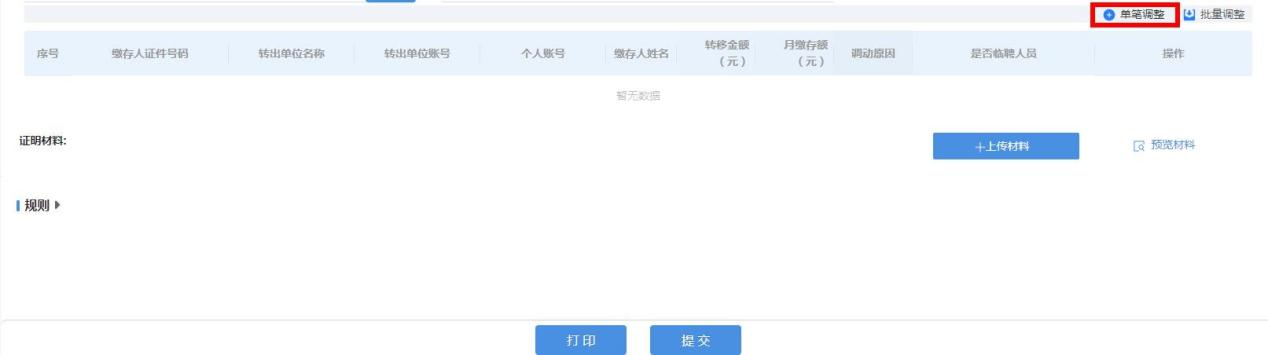 单笔调整 批量调整
序号 缴存人证件号码 转出单位名称 转出单位账号 个人账号 缴存人姓名 转移金额（元） 月缴存额（元） 调动原因 是否临聘人员 操作
暂无数据
证明材料: +上传材料 预览材料
规则
打印 提交